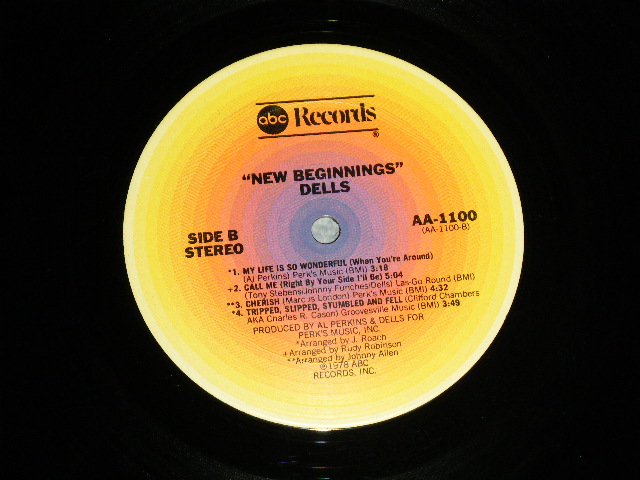 abc Records®
"NEW BEGINNINGS"
DELLS
SIDE B
STEREO
AA-1100
(AA-1100-B)
*1. MY LIFE IS SO WONDERFUL (When You're Around)
(Al Perkins) Perk's Music (BMI) 3:18
+2. CALL ME (Right By Your Side I'll Be) 5:04
(Tony Stebens/Johnny Funches/Dells) Las-Go Round (BMI)
**3. CHERISH (Marcus London) Perk's Music (BMI) 4:32
**4. TRIPPED, SLIPPED, STUMBLED AND FELL (Clifford Chambers
AKA Charles R. Cason) Groovesville Music (BMI) 3:49
PRODUCED BY AL PERKINS & DELLS FOR
PERK'S MUSIC, INC.
*Arranged by J. Roach
+Arranged by Rudy Robinson
**Arranged by Johnny Allen
℗1978 ABC
RECORDS, INC.